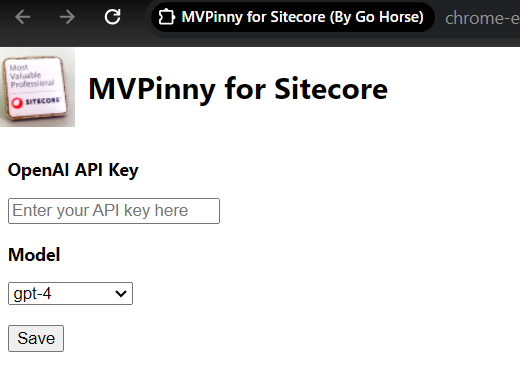 MVPinny for Sitecore (By Go Horse) chrome-e
Most
Valuable
Professional
SITECORE
MVPinny for Sitecore
OpenAI API Key
Enter your API key here
Model
gpt-4
Save